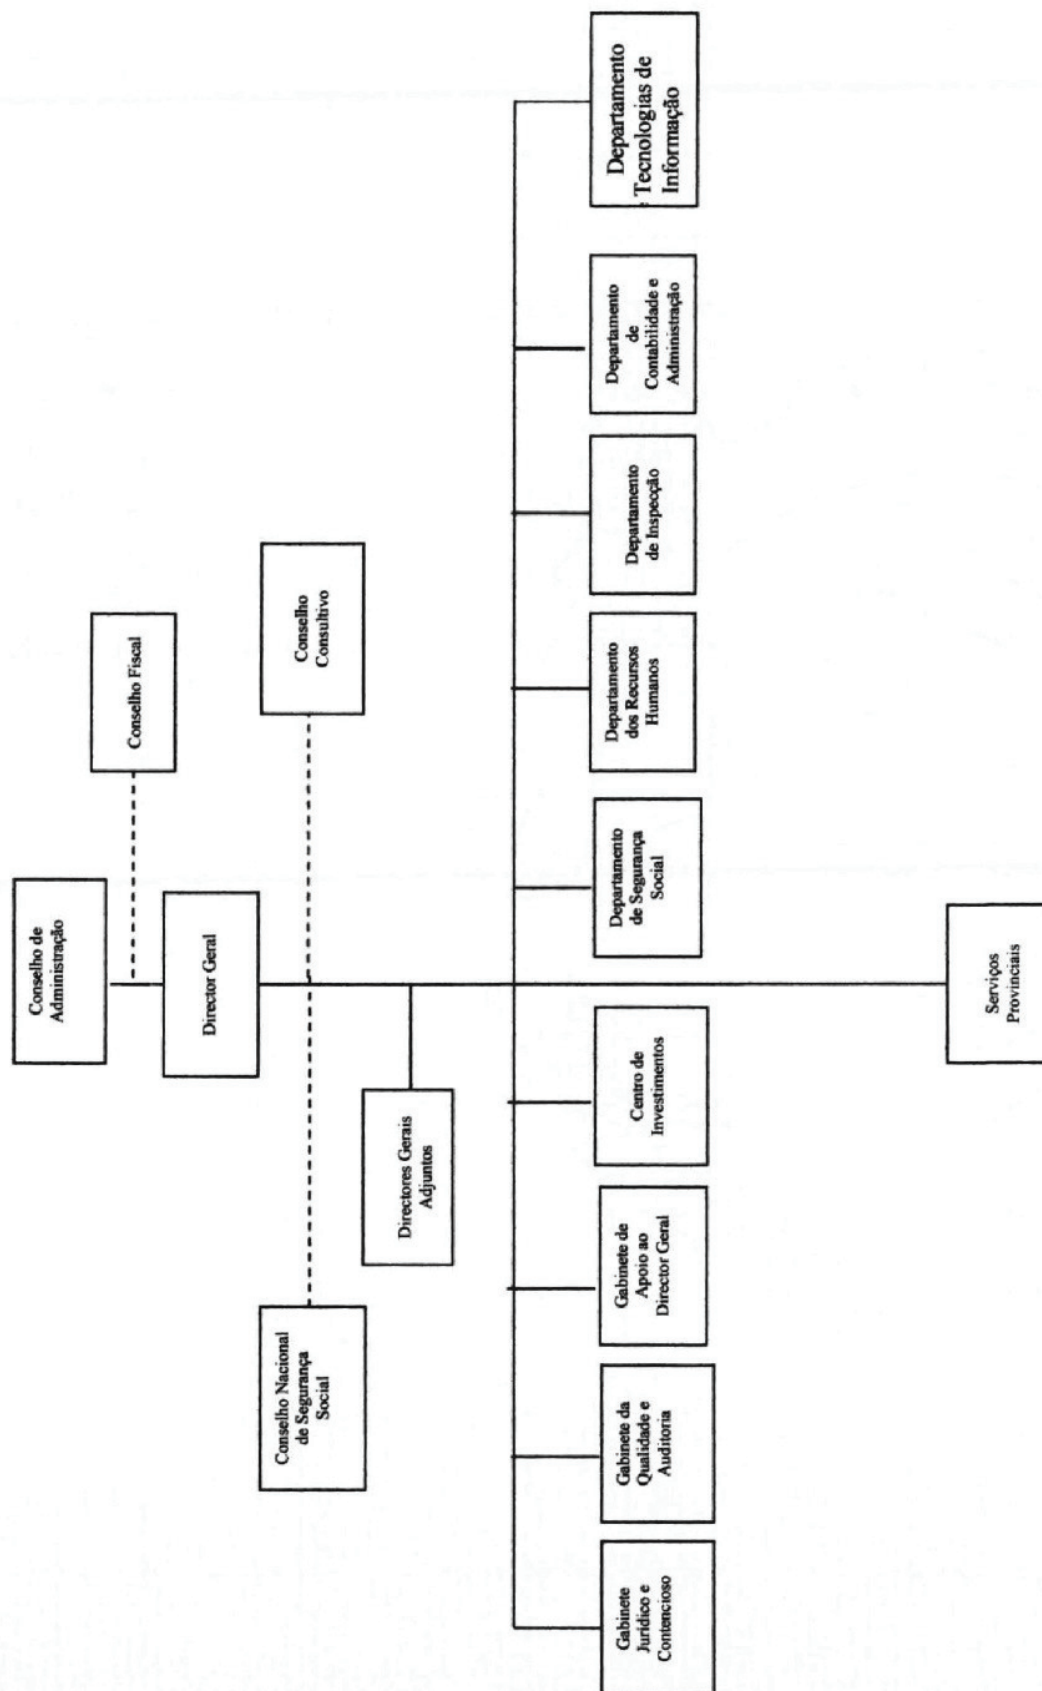 Conselho de
Administração
Conselho Fiscal
Director Geral
Conselho Nacional
de Segurança
Social
Conselho
Consultivo
Directores Gerais
Adjuntos
Gabinete
Jurídico e
Contencioso
Gabinete da
Qualidade e
Auditoria
Gabinete de
Apoio ao
Director Geral
Centro de
Investimentos
Departamento
de Segurança
Social
Departamento
dos Recursos
Humanos
Departamento
de Inspecção
Departamento
de
Contabilidade e
Administração
Departamento
e Tecnologias de
Informação
Serviços
Provinciais